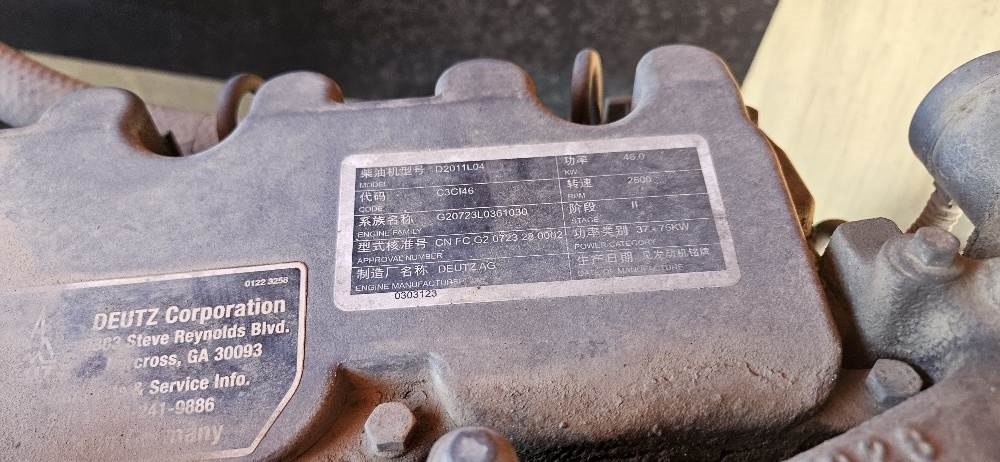 柴油机型号 D2011L04 功率 46.0
MODEL KW
代码 C3CI46 转速 2600
CODE RPM
系族名称 G20723L0361030 阶段 II
ENGINE FAMILY STAGE
型式核准号 CN FC G2 0723 28 0002 功率类别 37 - 75KW
APPROVAL NUMBER POWER CATEGORY
制造厂名称 DEUTZ AG 生产日期 见发动机铭牌
ENGINE MANUFACTURER DATE OF MANUFACTURE
0303123
0122 3258
DEUTZ Corporation
Steve Reynolds Blvd.
cross, GA 30093
& Service Info.
241-9886
many